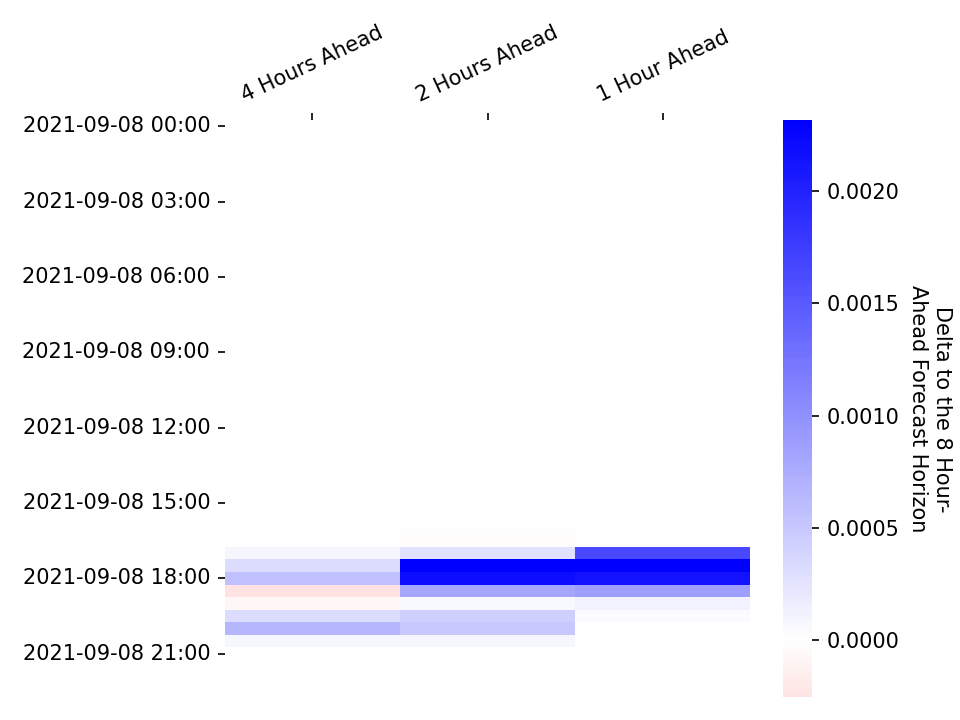 4 Hours Ahead
2 Hours Ahead
1 Hour Ahead
2021-09-08 00:00
2021-09-08 03:00
2021-09-08 06:00
2021-09-08 09:00
2021-09-08 12:00
2021-09-08 15:00
2021-09-08 18:00
2021-09-08 21:00
0.0020
0.0015
0.0010
0.0005
0.0000
Delta to the 8 Hour-
Ahead Forecast Horizon